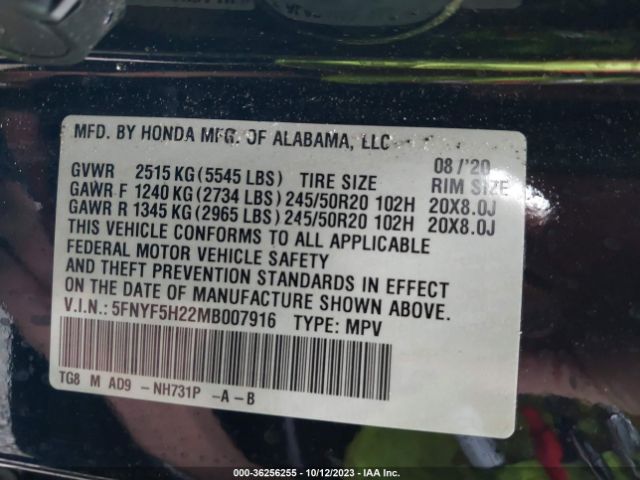 MFD. BY HONDA MFG. OF ALABAMA, LLC
08 /'20
GVWR 2515 KG (5545 LBS) TIRE SIZE RIM SIZE
GAWR F 1240 KG (2734 LBS) 245/50R20 102H 20X8.0J
GAWR R 1345 KG (2965 LBS) 245/50R20 102H 20X8.0J
THIS VEHICLE CONFORMS TO ALL APPLICABLE
FEDERAL MOTOR VEHICLE SAFETY
AND THEFT PREVENTION STANDARDS IN EFFECT
ON THE DATE OF MANUFACTURE SHOWN ABOVE.
V.I.N.: 5FNYF5H22MB007916 TYPE: MPV
TG8 M AD9 -NH731P -A-B
000-36256255 - 10/12/2023 - IAA Inc.